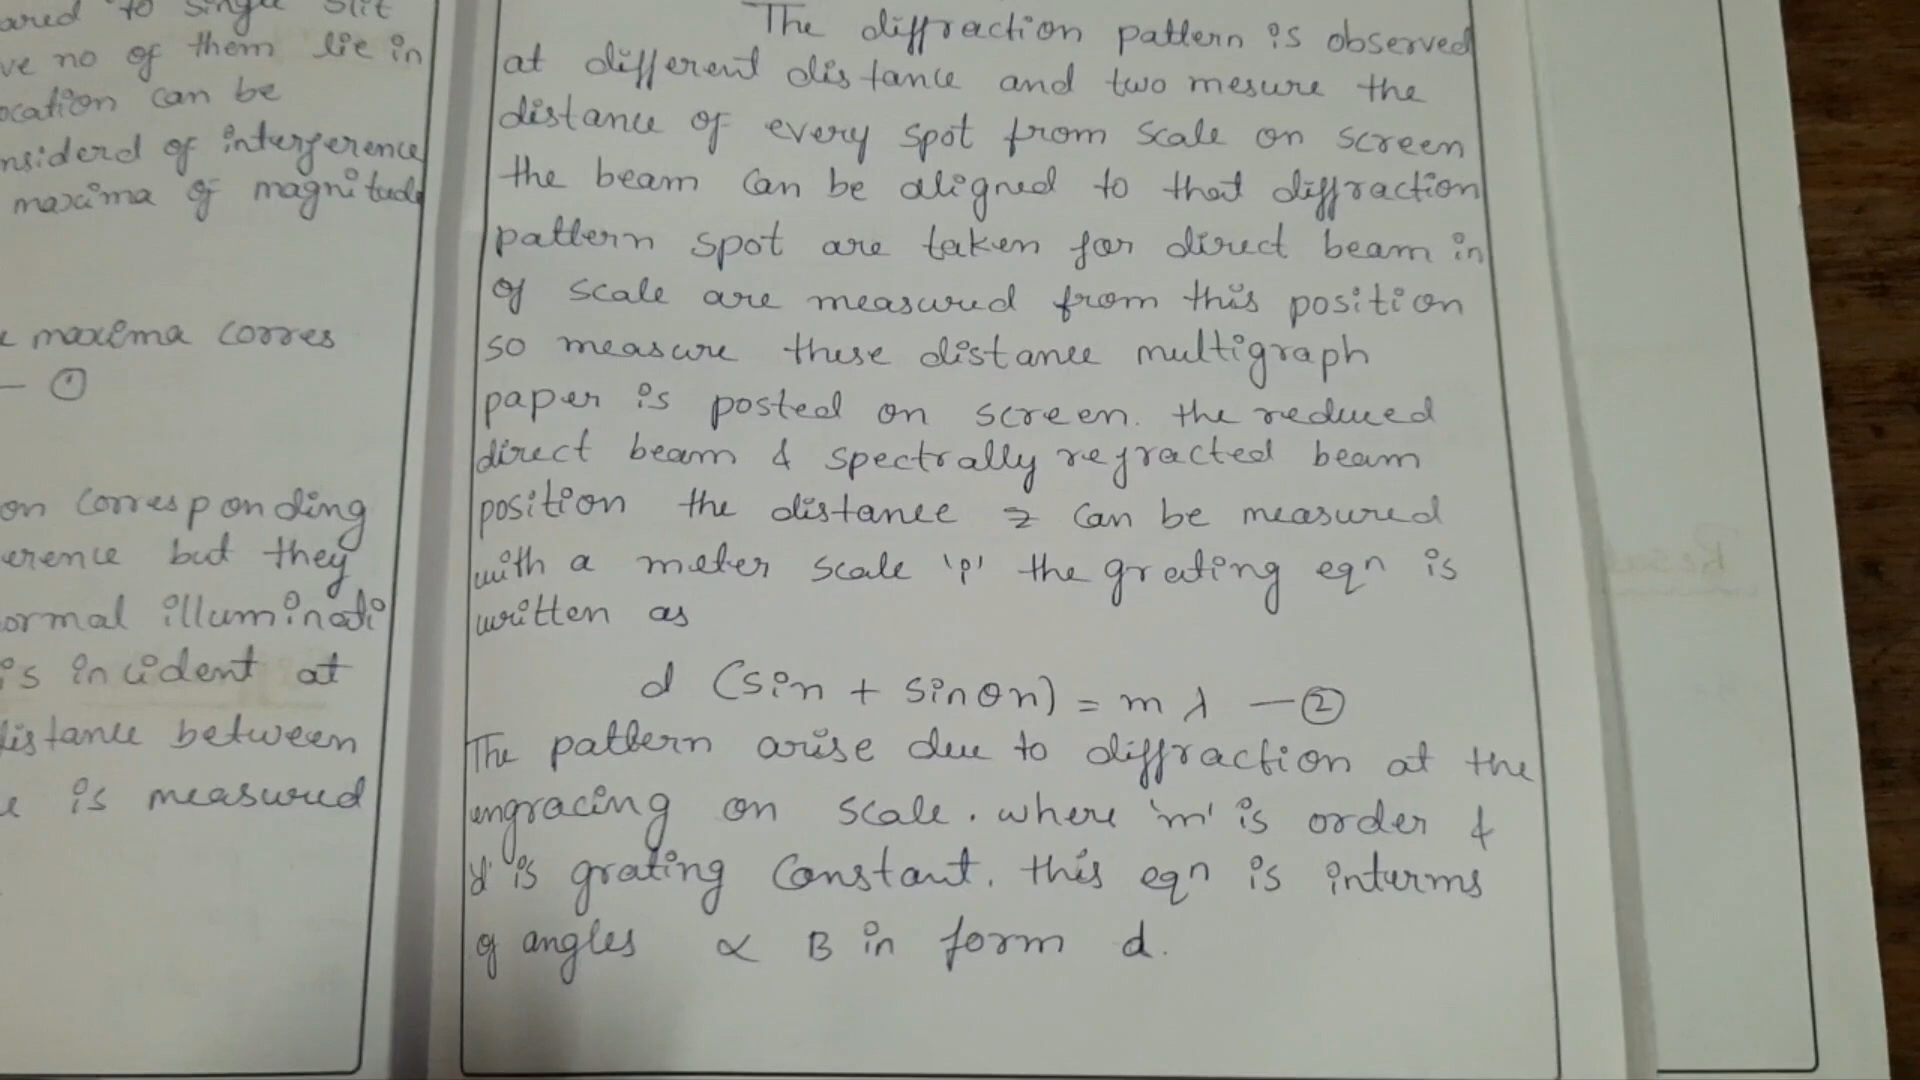 ared to single slit
ve no of them lie in
ocation can be
nsiderd of interference
maxima of magnitude
maxima corres
- ①
on corresponding
erence but they
ormal illuminati
is incident at
distance between
e is measured
The diffraction pattern is observed
at different distance and two mesure the
distance of every spot from scale on screen
the beam can be aligned to that diffraction
pattern spot are taken for direct beam in
of scale are measured from this position
so measure these distance multigraph
paper is posted on screen. the reduced
direct beam & spectrally refracted beam
position the distance z can be measured
with a meter scale 'p' the grating eqn is
written as
d (sin + sinθn) = mλ —②
The pattern arise due to diffraction at the
engracing on scale. where 'm' is order &
'd' is grating constant. this eqn is interms
of angles α B in form d.